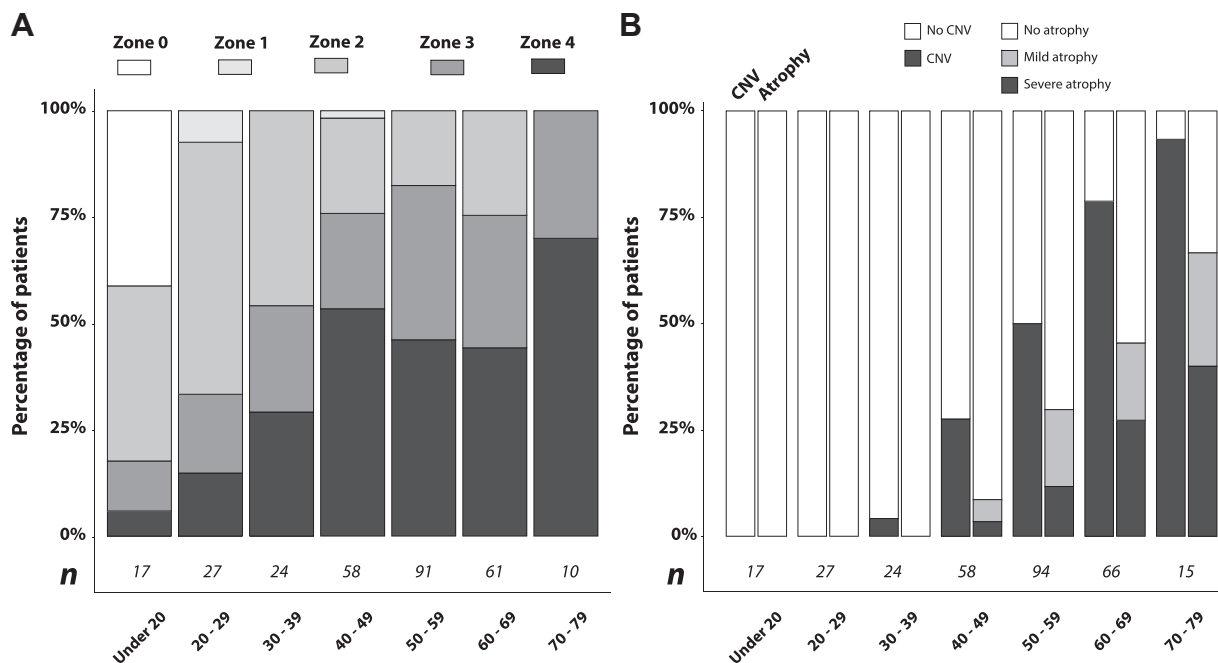 A
Zone 0 Zone 1 Zone 2 Zone 3 Zone 4
100%
75%
50%
25%
0%
Percentage of patients
n 17 27 24 58 91 61 10
Under 20 20 - 29 30 - 39 40 - 49 50 - 59 60 - 69 70 - 79
B
No CNV No atrophy
CNV Mild atrophy
Severe atrophy
CNV Atrophy
100%
75%
50%
25%
0%
Percentage of patients
n 17 27 24 58 94 66 15
Under 20 20 - 29 30 - 39 40 - 49 50 - 59 60 - 69 70 - 79